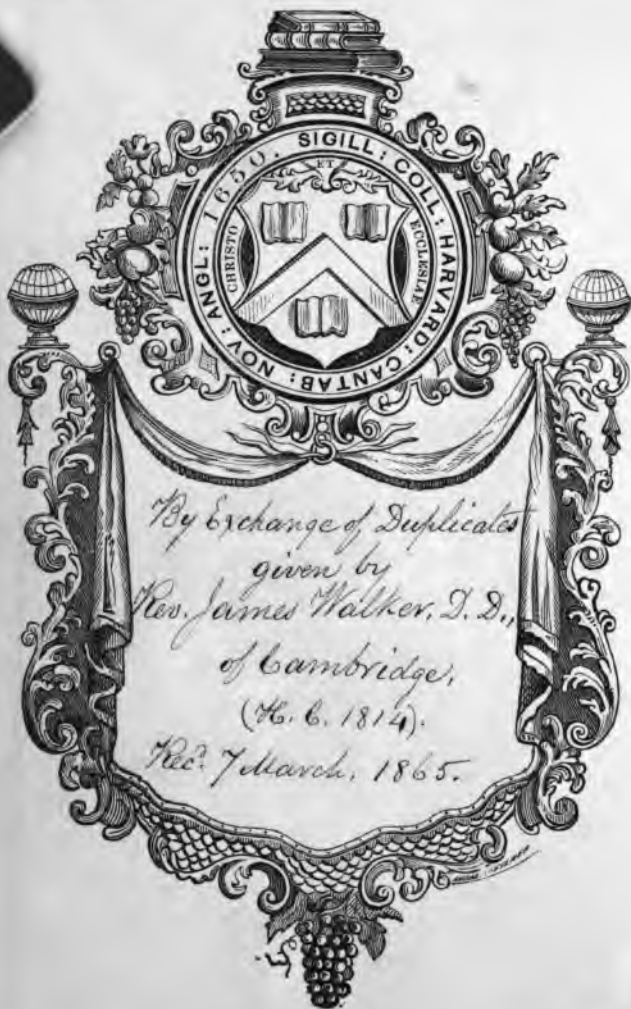 SIGILL: COLL: HARVARD: CANTAB: NOV: ANGL: 1650.
ET
CHRISTO
ECCLESIAE
By Exchange of Duplicates
given by
Rev. James Walker, D. D.,
of Cambridge,
(H. C. 1814).
Rec'd. 7 March, 1865.